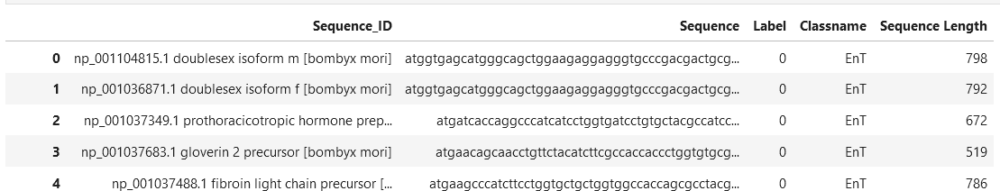 Sequence_ID Sequence Label Classname Sequence Length
0 np_001104815.1 doublesex isoform m [bombyx mori] atggtgagcatgggcagctggaagaggagggtgcccgacgactgcg... 0 EnT 798
1 np_001036871.1 doublesex isoform f [bombyx mori] atggtgagcatgggcagctggaagaggagggtgcccgacgactgcg... 0 EnT 792
2 np_001037349.1 prothoracicotropic hormone prep... atgatcaccaggcccatcatcctggtgatcctgtgctacgccatcc... 0 EnT 672
3 np_001037683.1 gloverin 2 precursor [bombyx mori] atgaacagcaacctgttctacatcttcgccaccaccctggtgtgcg... 0 EnT 519
4 np_001037488.1 fibroin light chain precursor [... atgaagcccatcttcctggtgctgctggtggccaccagcgcctacg... 0 EnT 786